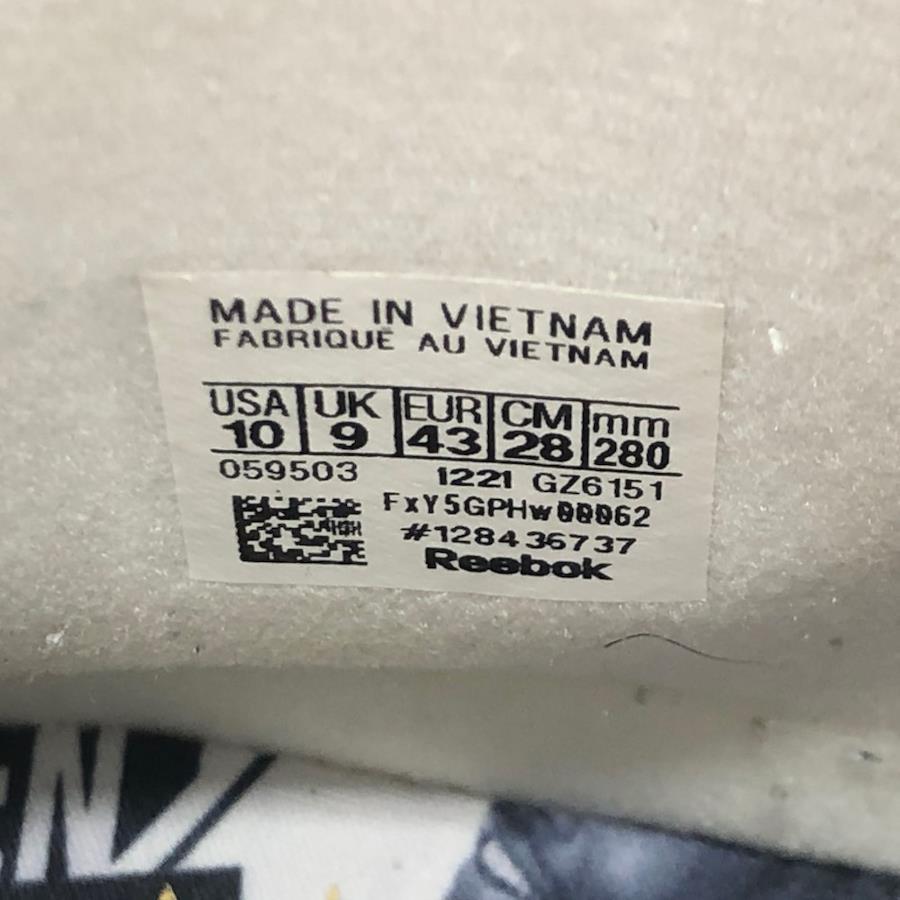 MADE IN VIETNAM
FABRIQUÉ AU VIETNAM
USA UK EUR CM mm
10 9 43 28 280
059503 1221 GZ6151
FxY5GPHw00062
#128436737
Reebok
EN